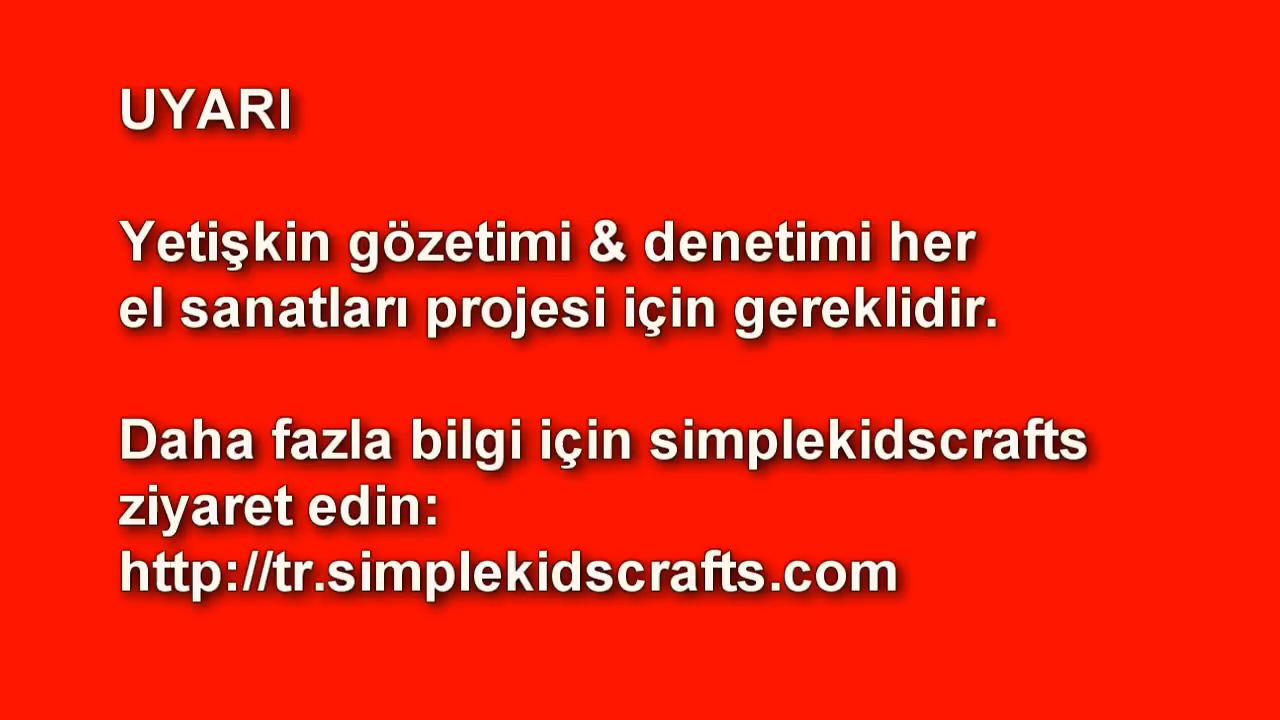 UYARI
Yetişkin gözetimi & denetimi her
el sanatları projesi için gereklidir.
Daha fazla bilgi için simplekidscrafts
ziyaret edin:
http://tr.simplekidscrafts.com